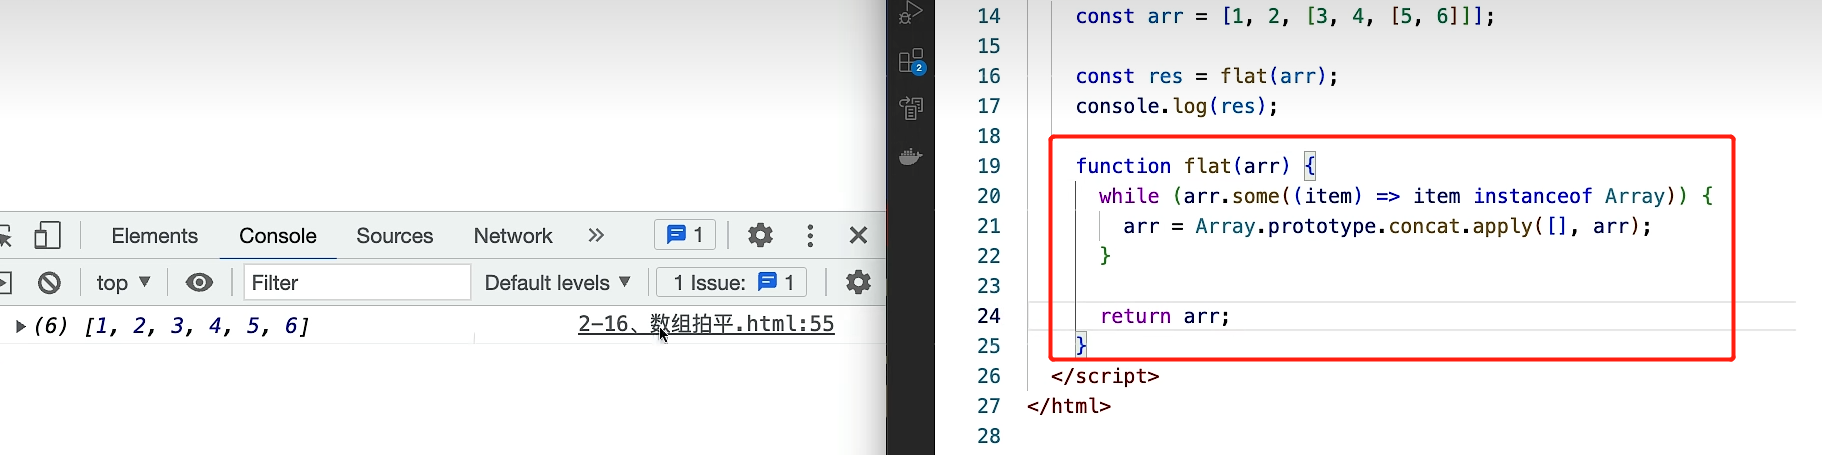 Elements Console Sources Network » 1
top ▼ Filter Default levels ▼ 1 Issue: 1
▶ (6) [1, 2, 3, 4, 5, 6] 2-16、数组拍平.html:55
2
14 const arr = [1, 2, [3, 4, [5, 6]]];
15
16 const res = flat(arr);
17 console.log(res);
18
19 function flat(arr) {
20 while (arr.some((item) => item instanceof Array)) {
21 arr = Array.prototype.concat.apply([], arr);
22 }
23
24 return arr;
25 }
26 </script>
27 </html>
28